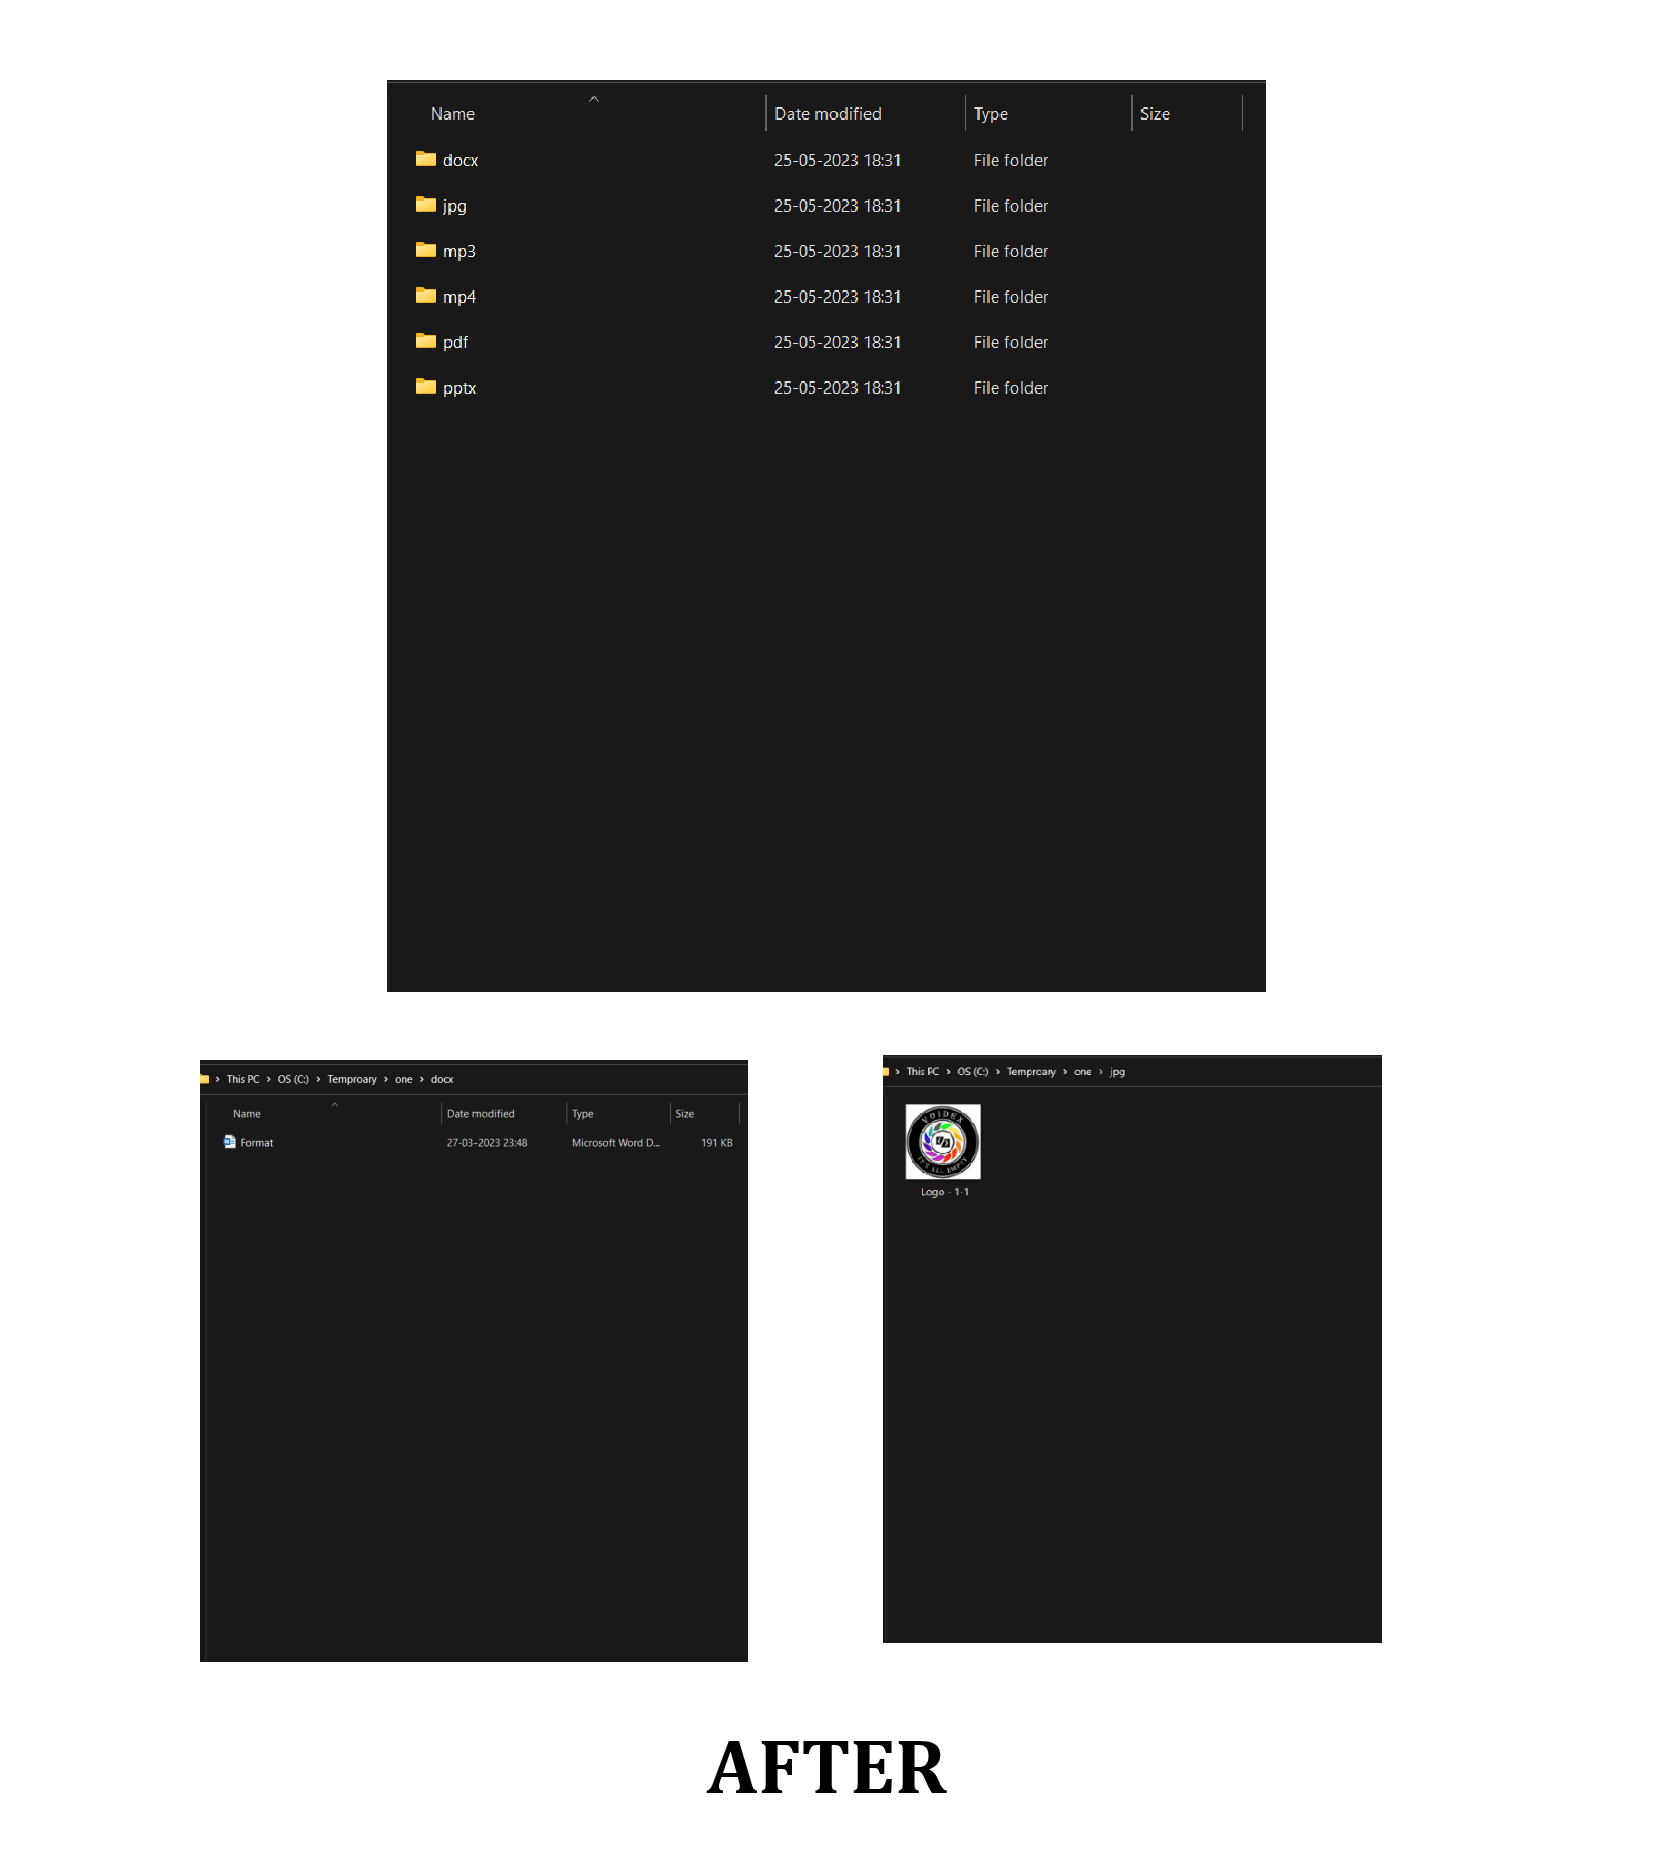 Name Date modified Type Size
docx 25-05-2023 18:31 File folder
jpg 25-05-2023 18:31 File folder
mp3 25-05-2023 18:31 File folder
mp4 25-05-2023 18:31 File folder
pdf 25-05-2023 18:31 File folder
pptx 25-05-2023 18:31 File folder
This PC > OS (C:) > Temproary > one > docx
Name Date modified Type Size
Format 27-03-2023 23:48 Microsoft Word D... 191 KB
This PC > OS (C:) > Temproary > one > jpg
VOIDEX
IT'S ALL EMPTY
Logo - 1-1
AFTER